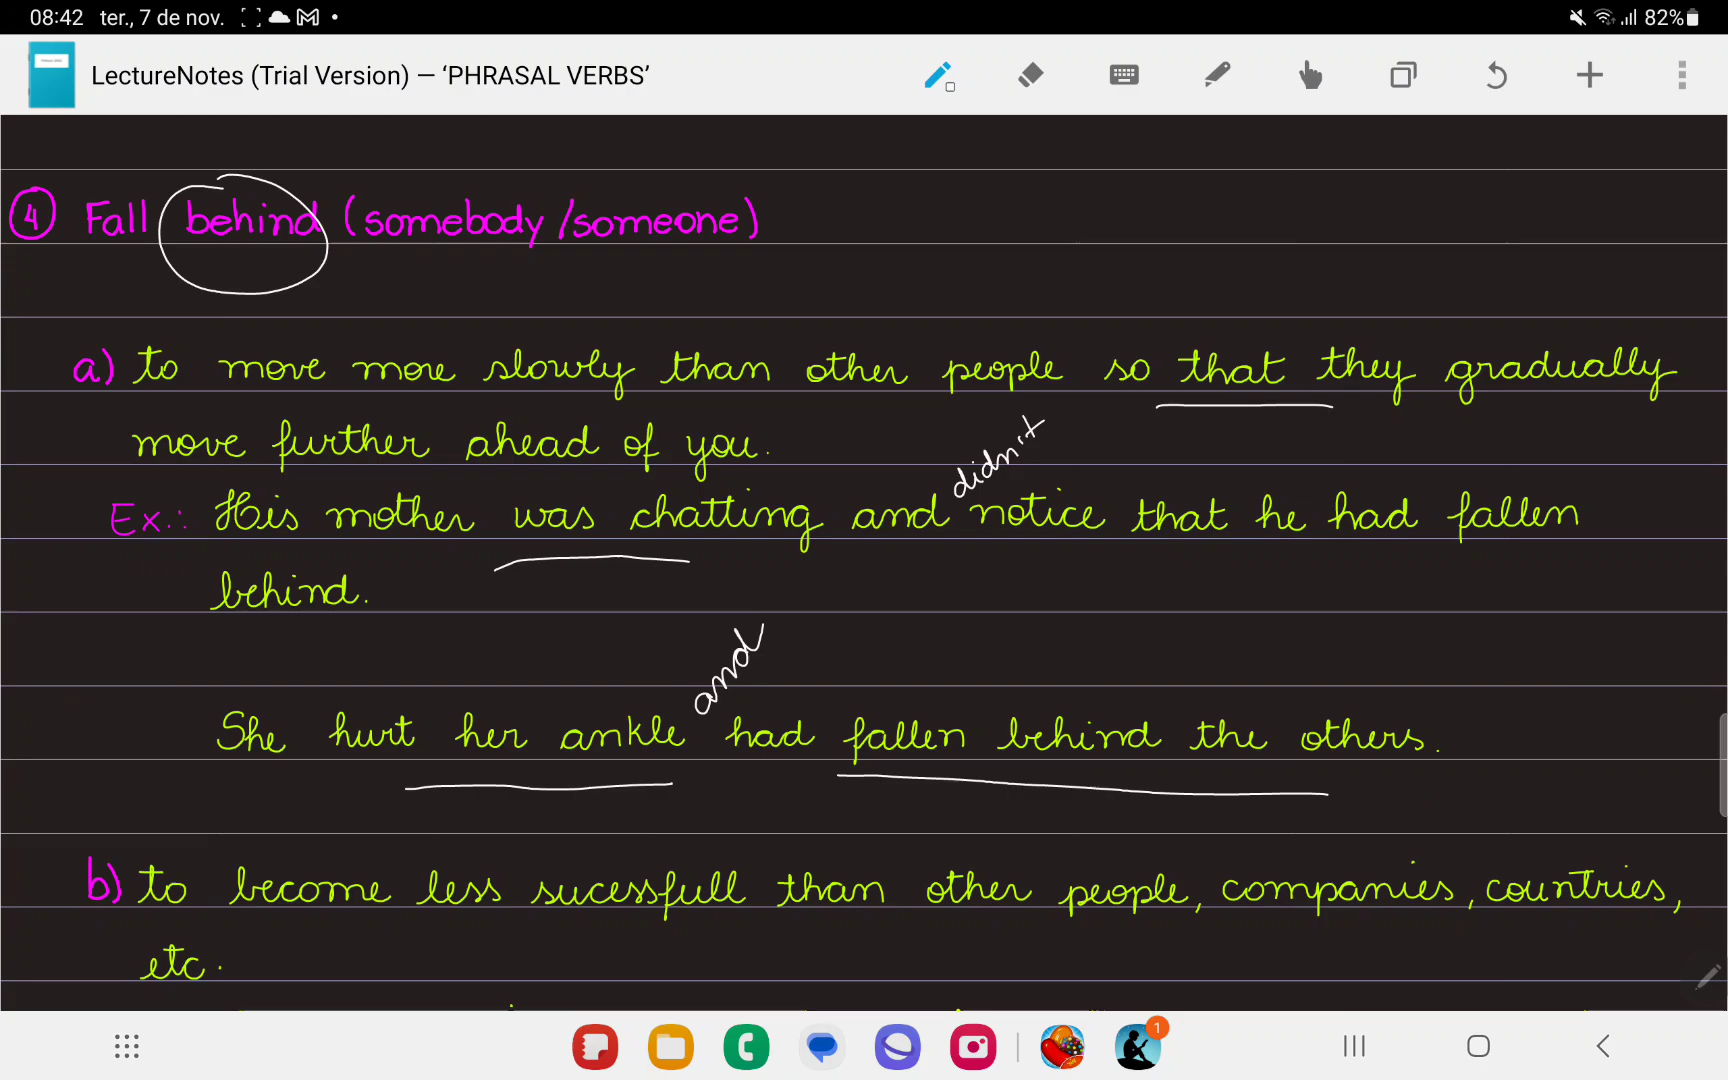 08:42 ter., 7 de nov. 82%
LectureNotes (Trial Version) — ‘PHRASAL VERBS’
4 Fall behind (somebody/someone)
a) to move more slowly than other people so that they gradually
move further ahead of you.
didn't
Ex.: His mother was chatting and notice that he had fallen
behind.
and
She hurt her ankle had fallen behind the others.
b) to become less sucessfull than other people, companies, countries,
etc.
1